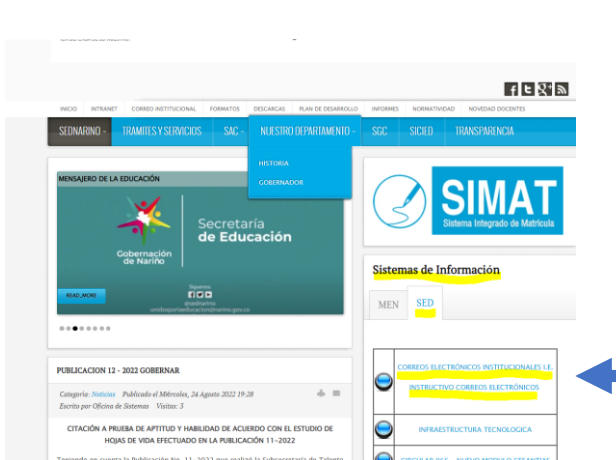 INICIO INTRANET CORREO INSTITUCIONAL FORMATOS DESCARGAS PLAN DE DESARROLLO INFORMES NORMATIVIDAD NOVEDAD DOCENTES
SEDNARIÑO TRAMITES Y SERVICIOS SAC NUESTRO DEPARTAMENTO SGC SICIED TRANSPARENCIA
HISTORIA
GOBERNADOR
MENSAJERO DE LA EDUCACIÓN
Gobernación
de Nariño
Secretaría
de Educación
Síguenos
@sednarino
READ_MORE
SIMAT
Sistema Integrado de Matricula
Sistemas de Información
MEN SED
CORREOS ELECTRÓNICOS INSTITUCIONALES I.E.
INSTRUCTIVO CORREOS ELECTRÓNICOS
INFRAESTRUCTURA TECNOLOGICA
PUBLICACION 12 - 2022 GOBERNAR
Categoría: Noticias Publicado el Miércoles, 24 Agosto 2022 19:28
Escrito por Oficina de Sistemas Visitas: 3
CITACIÓN A PRUEBA DE APTITUD Y HABILIDAD DE ACUERDO CON EL ESTUDIO DE
HOJAS DE VIDA EFECTUADO EN LA PUBLICACIÓN 11-2022